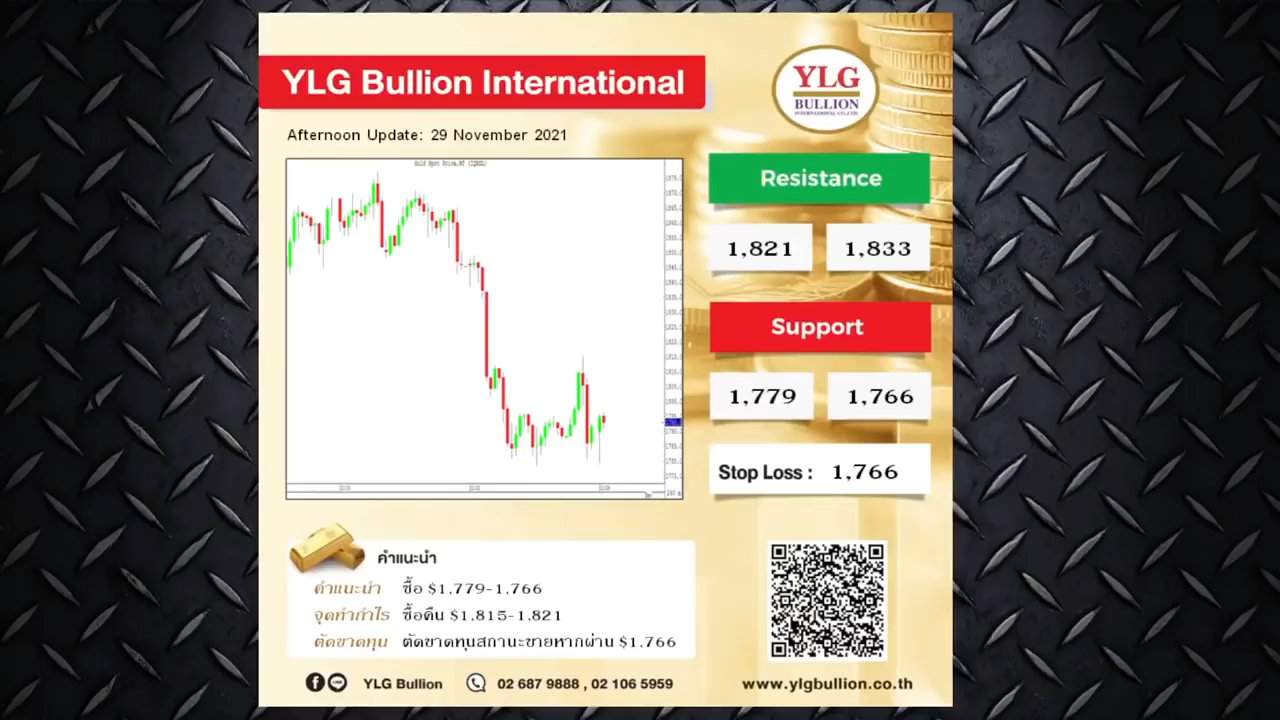 YLG Bullion International
YLG
BULLION
INTERNATIONAL CO.,LTD.
Afternoon Update: 29 November 2021
Resistance
1,821 1,833
Support
1,779 1,766
Stop Loss : 1,766
คำแนะนำ
คำแนะนำ ซื้อ $1,779-1,766
จุดทำกำไร ซื้อคืน $1,815-1,821
ตัดขาดทุน ตัดขาดทุนสถานะขายหากผ่าน $1,766
YLG Bullion 02 687 9888 , 02 106 5959
www.ylgbullion.co.th